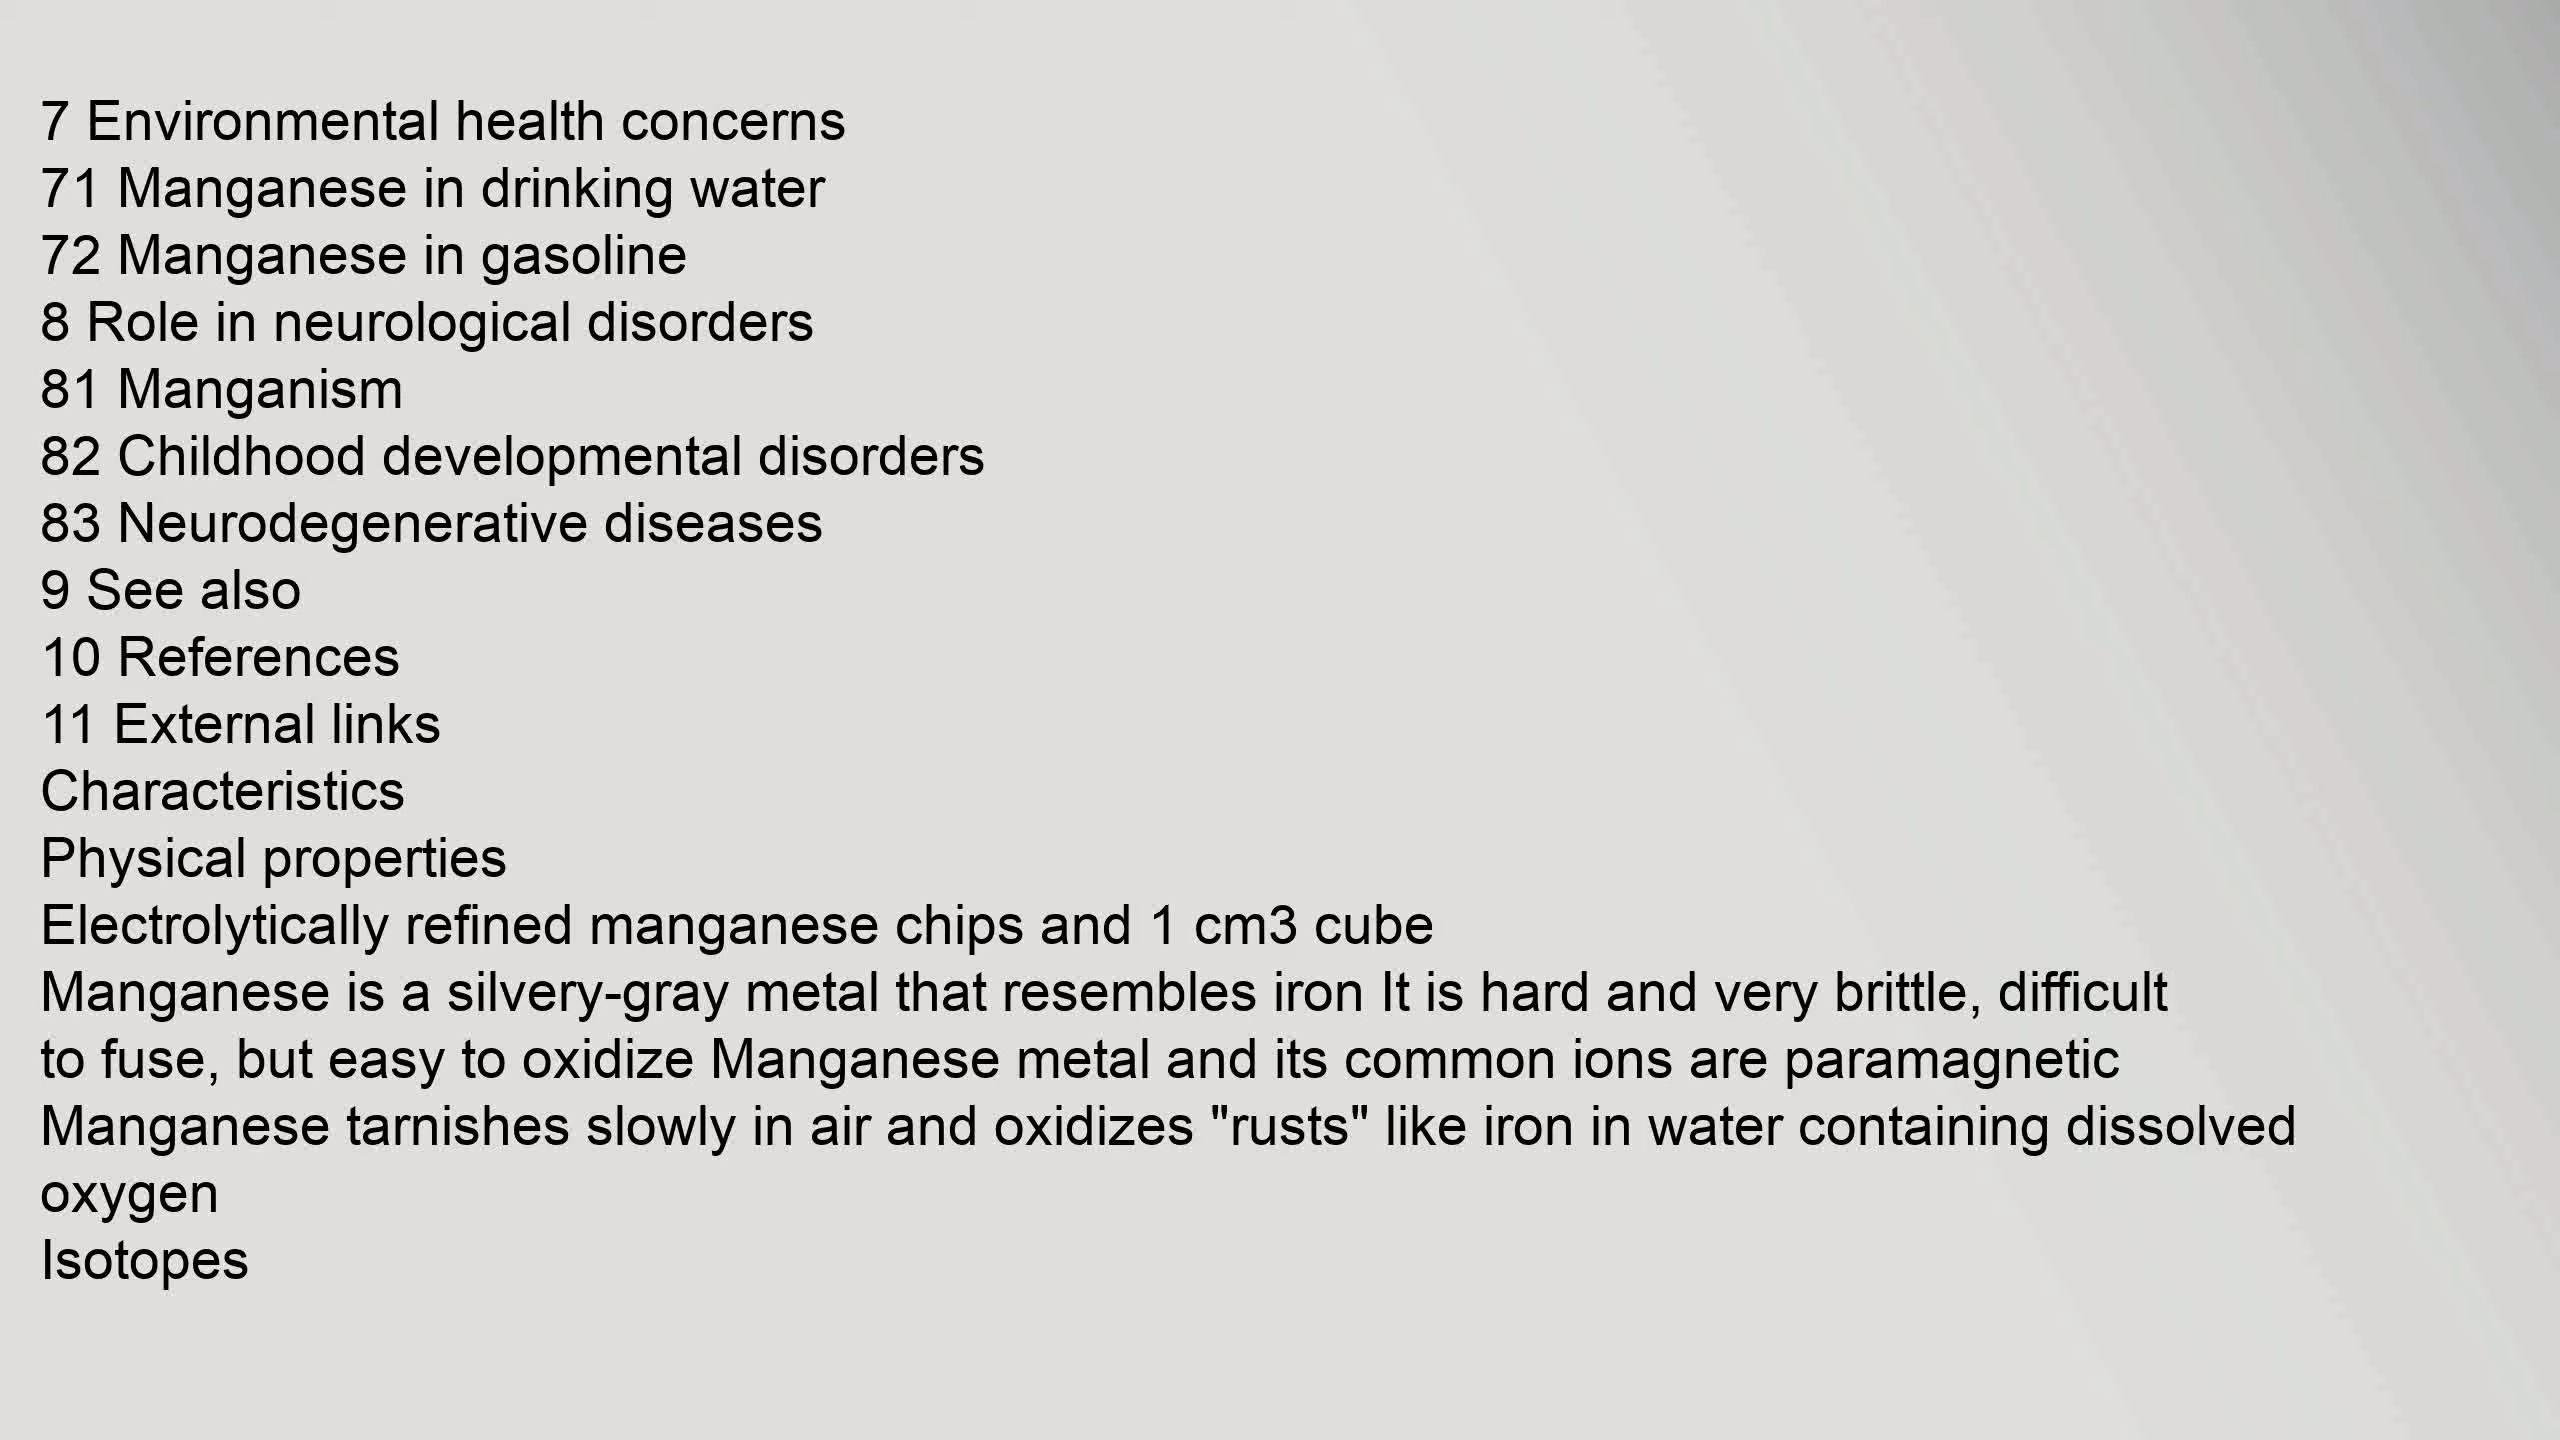 7 Environmental health concerns
71 Manganese in drinking water
72 Manganese in gasoline
8 Role in neurological disorders
81 Manganism
82 Childhood developmental disorders
83 Neurodegenerative diseases
9 See also
10 References
11 External links
Characteristics
Physical properties
Electrolytically refined manganese chips and 1 cm3 cube
Manganese is a silvery-gray metal that resembles iron It is hard and very brittle, difficult
to fuse, but easy to oxidize Manganese metal and its common ions are paramagnetic
Manganese tarnishes slowly in air and oxidizes "rusts" like iron in water containing dissolved
oxygen
Isotopes